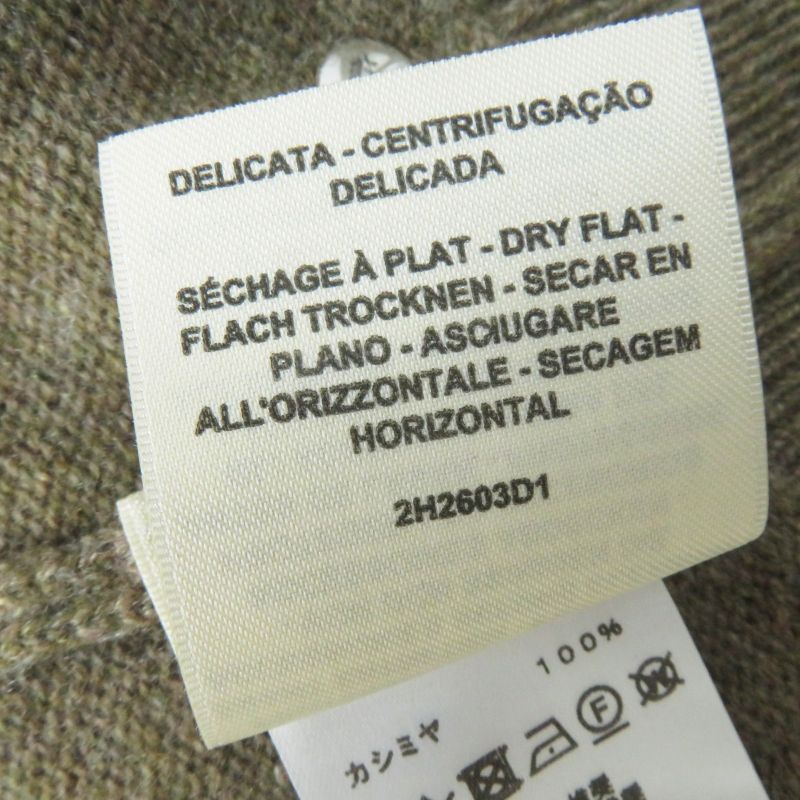 DELICATA - CENTRIFUGAÇÃO
DELICADA
SÉCHAGE À PLAT - DRY FLAT -
FLACH TROCKNEN - SECAR EN
PLANO - ASCIUGARE
ALL'ORIZZONTALE - SECAGEM
HORIZONTAL
2H2603D1
100%
カシミヤ
F
W